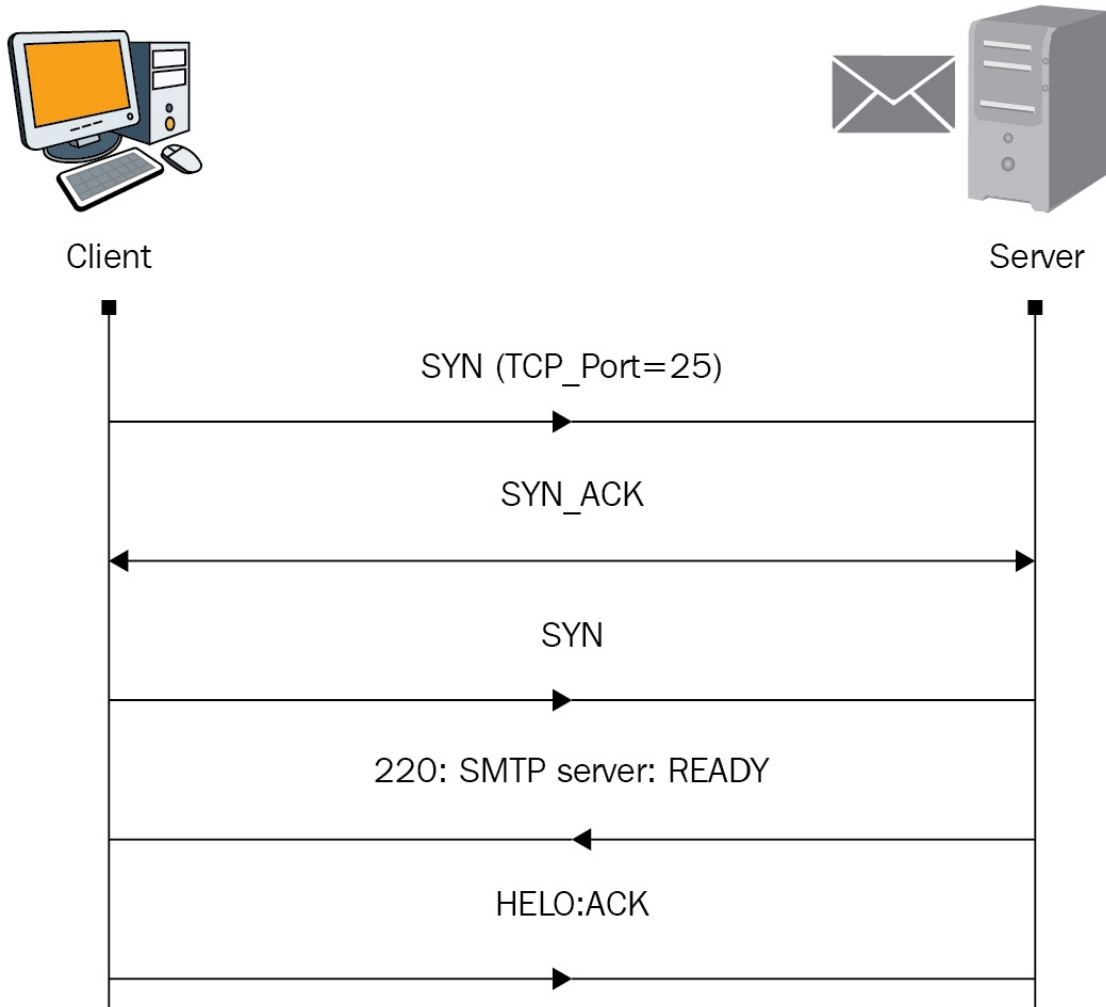 Client
Server
SYN (TCP_Port=25)
SYN_ACK
SYN
220: SMTP server: READY
HELO:ACK